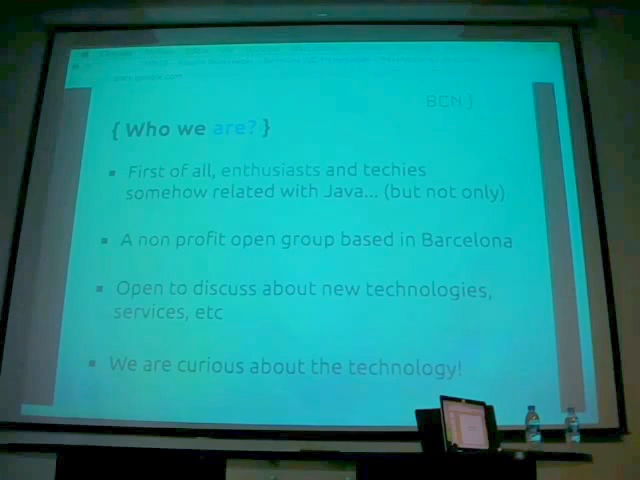 BCN }
{ Who we are? }
First of all, enthusiasts and techies
somehow related with Java... (but not only)
A non profit open group based in Barcelona
Open to discuss about new technologies,
services, etc
We are curious about the technology!